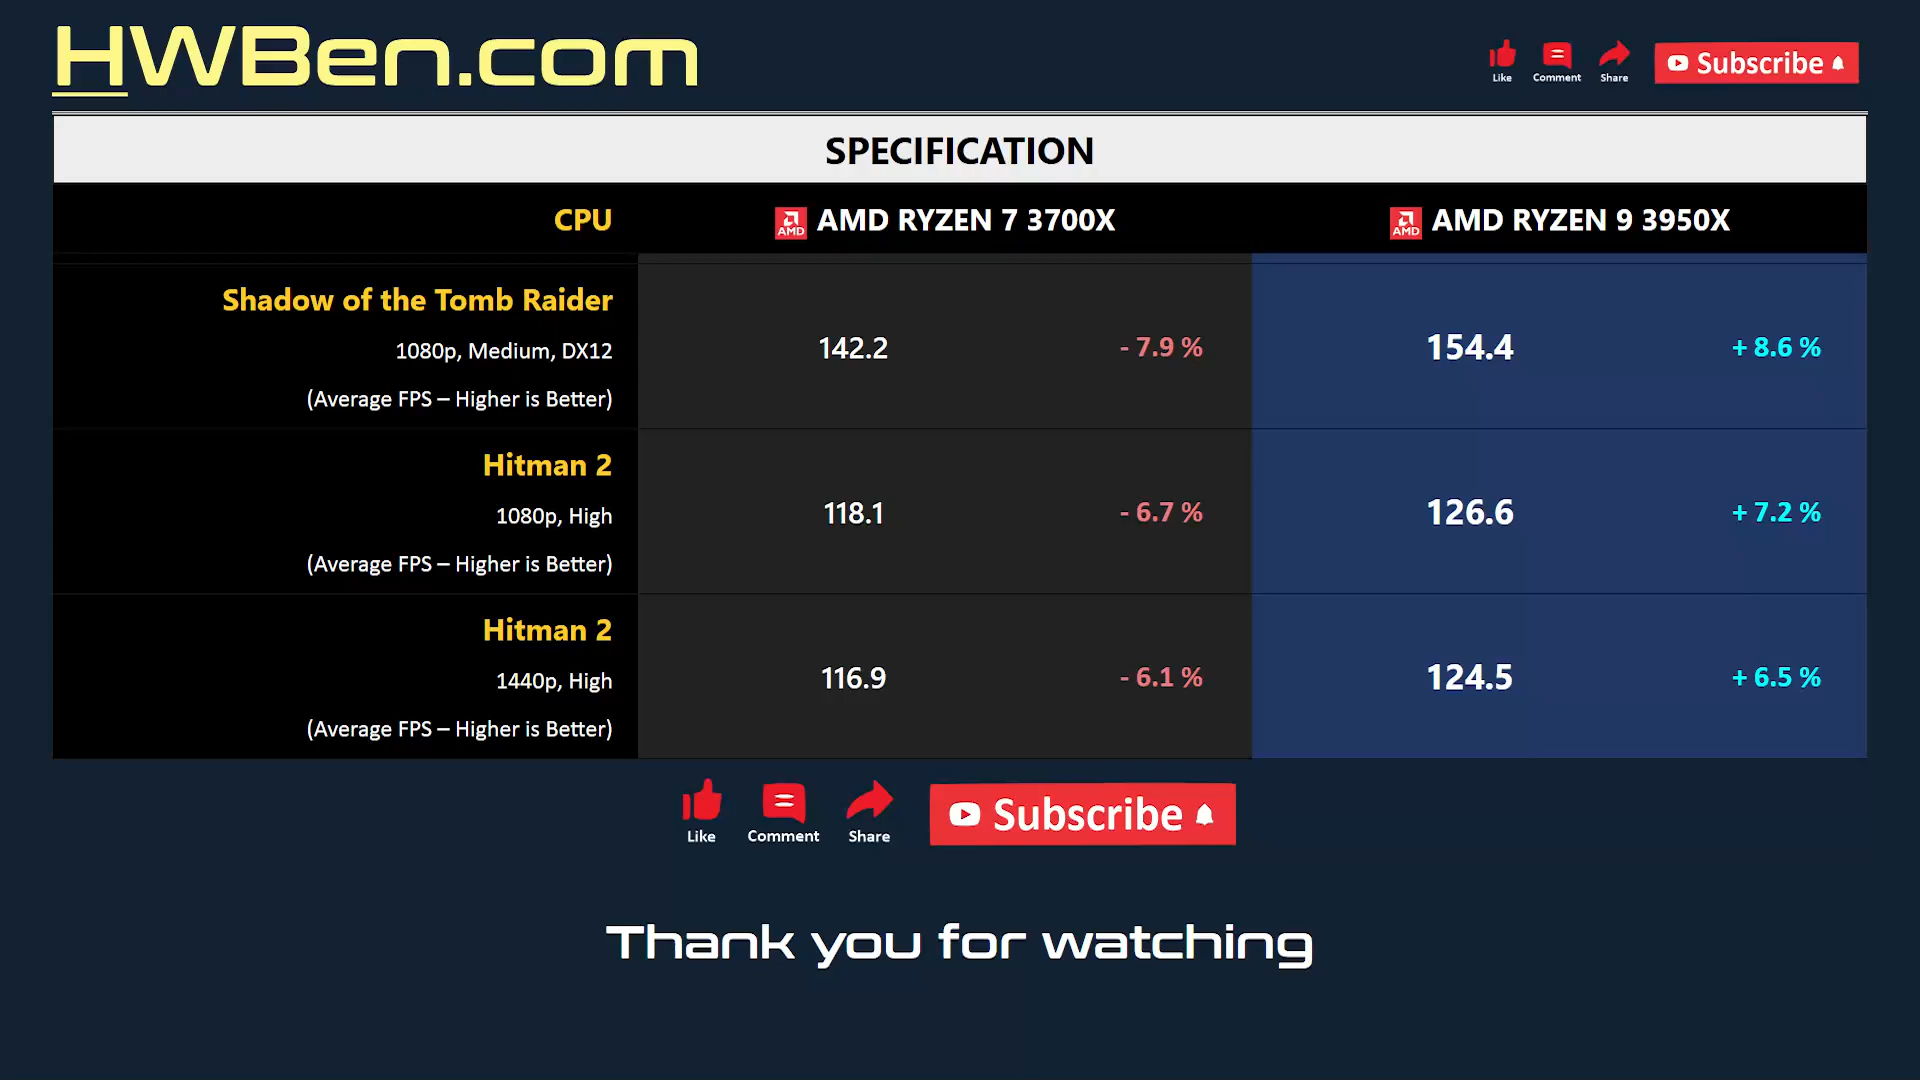 HWBen.com
Like Comment Share Subscribe
SPECIFICATION
CPU AMD AMD RYZEN 7 3700X AMD AMD RYZEN 9 3950X
Shadow of the Tomb Raider
1080p, Medium, DX12 142.2 - 7.9 % 154.4 + 8.6 %
(Average FPS – Higher is Better)
Hitman 2
1080p, High 118.1 - 6.7 % 126.6 + 7.2 %
(Average FPS – Higher is Better)
Hitman 2
1440p, High 116.9 - 6.1 % 124.5 + 6.5 %
(Average FPS – Higher is Better)
Like Comment Share Subscribe
Thank you for watching